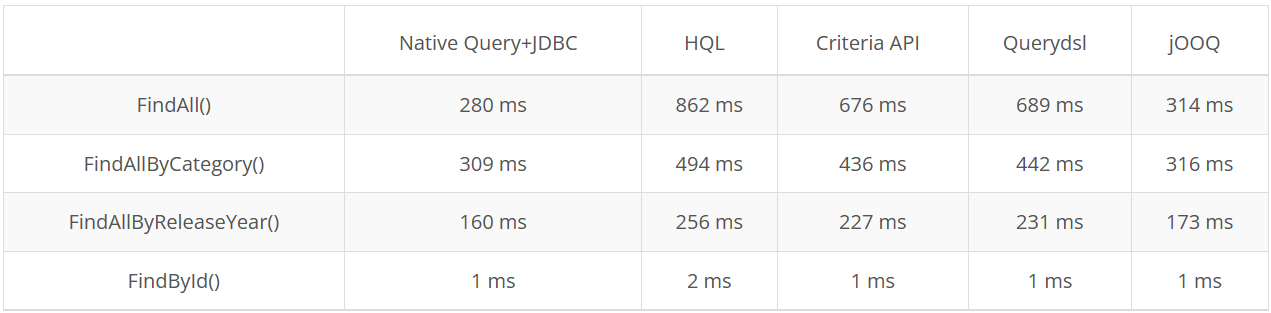 Native Query+JDBC HQL Criteria API Querydsl jOOQ
FindAll() 280 ms 862 ms 676 ms 689 ms 314 ms
FindAllByCategory() 309 ms 494 ms 436 ms 442 ms 316 ms
FindAllByReleaseYear() 160 ms 256 ms 227 ms 231 ms 173 ms
FindById() 1 ms 2 ms 1 ms 1 ms 1 ms